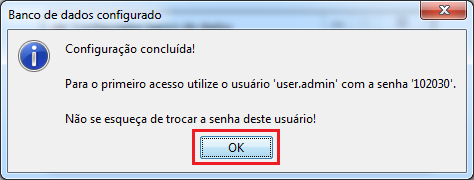 Banco de dados configurado
Configuração concluída!
Para o primeiro acesso utilize o usuário 'user.admin' com a senha '102030'.
Não se esqueça de trocar a senha deste usuário!
OK